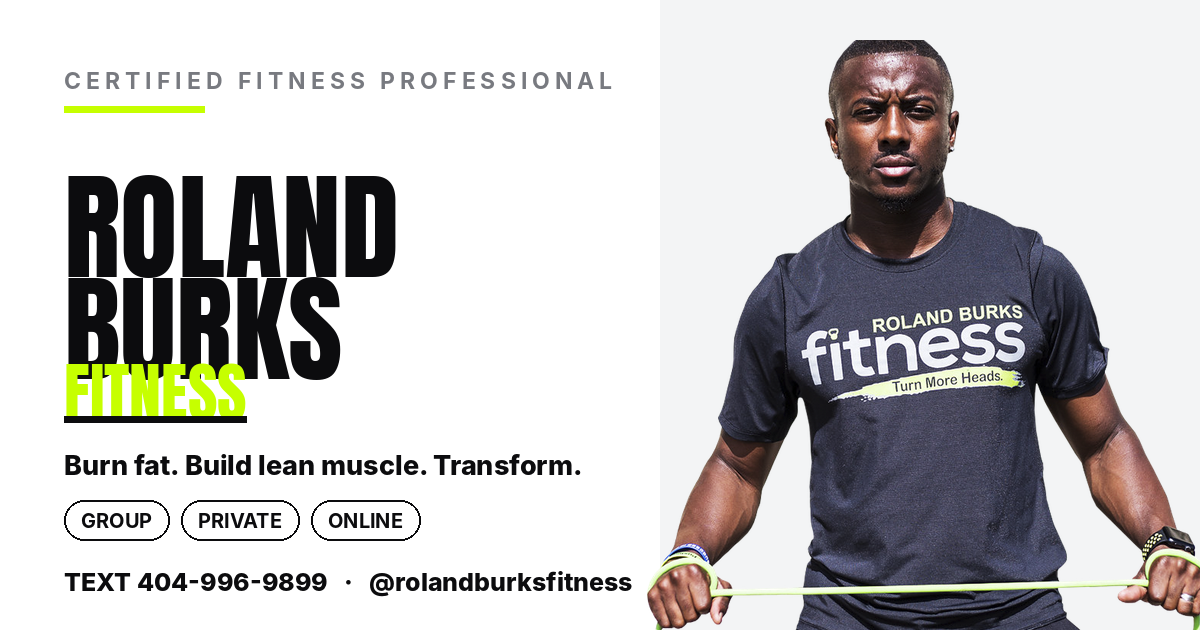 CERTIFIED FITNESS PROFESSIONAL
ROLAND
BURKS
FITNESS
Burn fat. Build lean muscle. Transform.
GROUP PRIVATE ONLINE
TEXT 404-996-9899 · @rolandburksfitness
ROLAND BURKS
fitness
Turn More Heads.